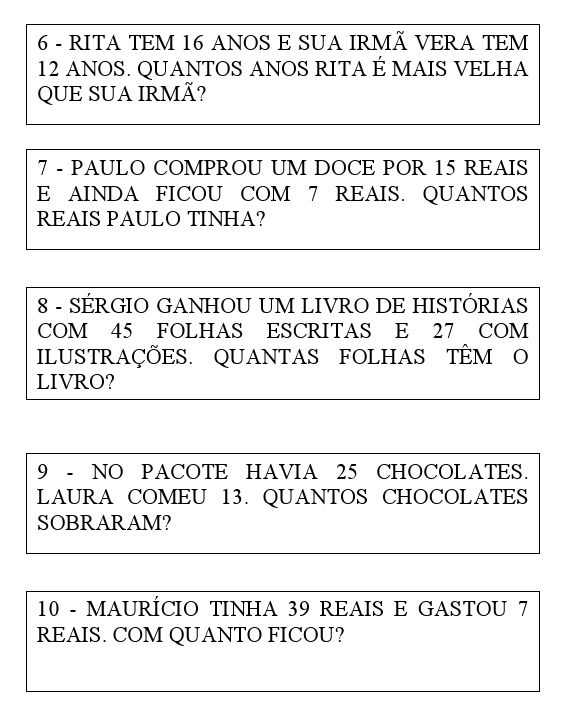 6 - RITA TEM 16 ANOS E SUA IRMÃ VERA TEM
12 ANOS. QUANTOS ANOS RITA É MAIS VELHA
QUE SUA IRMÃ?
7 - PAULO COMPROU UM DOCE POR 15 REAIS
E AINDA FICOU COM 7 REAIS. QUANTOS
REAIS PAULO TINHA?
8 - SÉRGIO GANHOU UM LIVRO DE HISTÓRIAS
COM 45 FOLHAS ESCRITAS E 27 COM
ILUSTRAÇÕES. QUANTAS FOLHAS TÊM O
LIVRO?
9 - NO PACOTE HAVIA 25 CHOCOLATES.
LAURA COMEU 13. QUANTOS CHOCOLATES
SOBRARAM?
10 - MAURÍCIO TINHA 39 REAIS E GASTOU 7
REAIS. COM QUANTO FICOU?